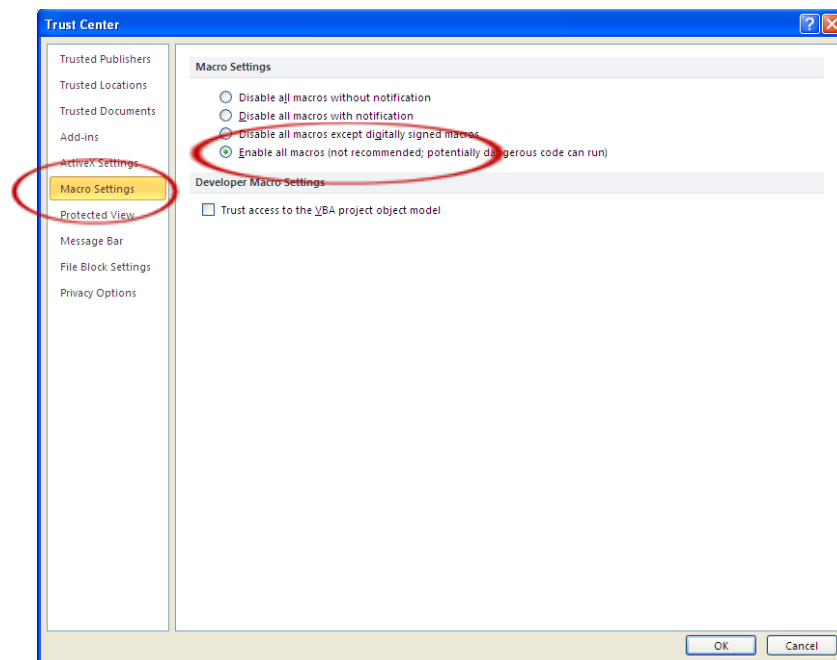 Trust Center
Trusted Publishers
Trusted Locations
Trusted Documents
Add-ins
ActiveX Settings
Macro Settings
Protected View
Message Bar
File Block Settings
Privacy Options
Macro Settings
Disable all macros without notification
Disable all macros with notification
Disable all macros except digitally signed macros
Enable all macros (not recommended; potentially dangerous code can run)
Developer Macro Settings
Trust access to the VBA project object model
OK
Cancel